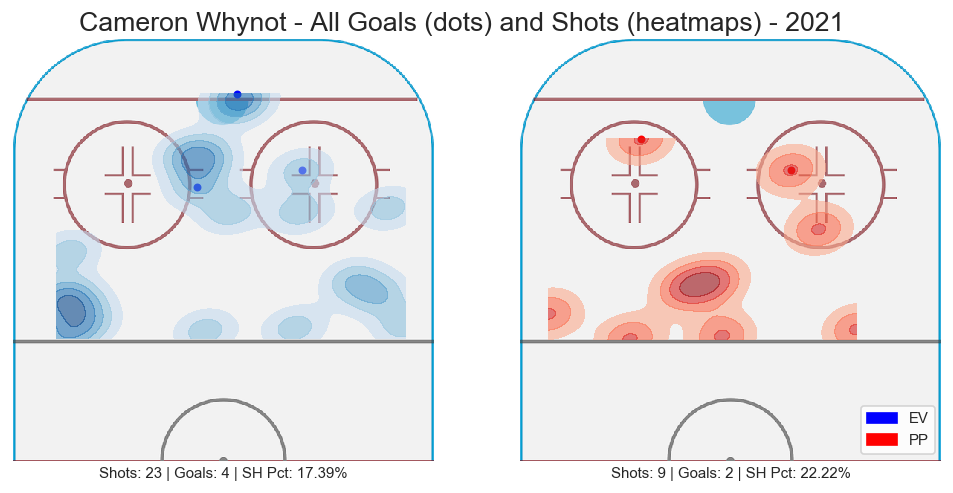 Cameron Whynot - All Goals (dots) and Shots (heatmaps) - 2021
EV
PP
Shots: 23 | Goals: 4 | SH Pct: 17.39%
Shots: 9 | Goals: 2 | SH Pct: 22.22%